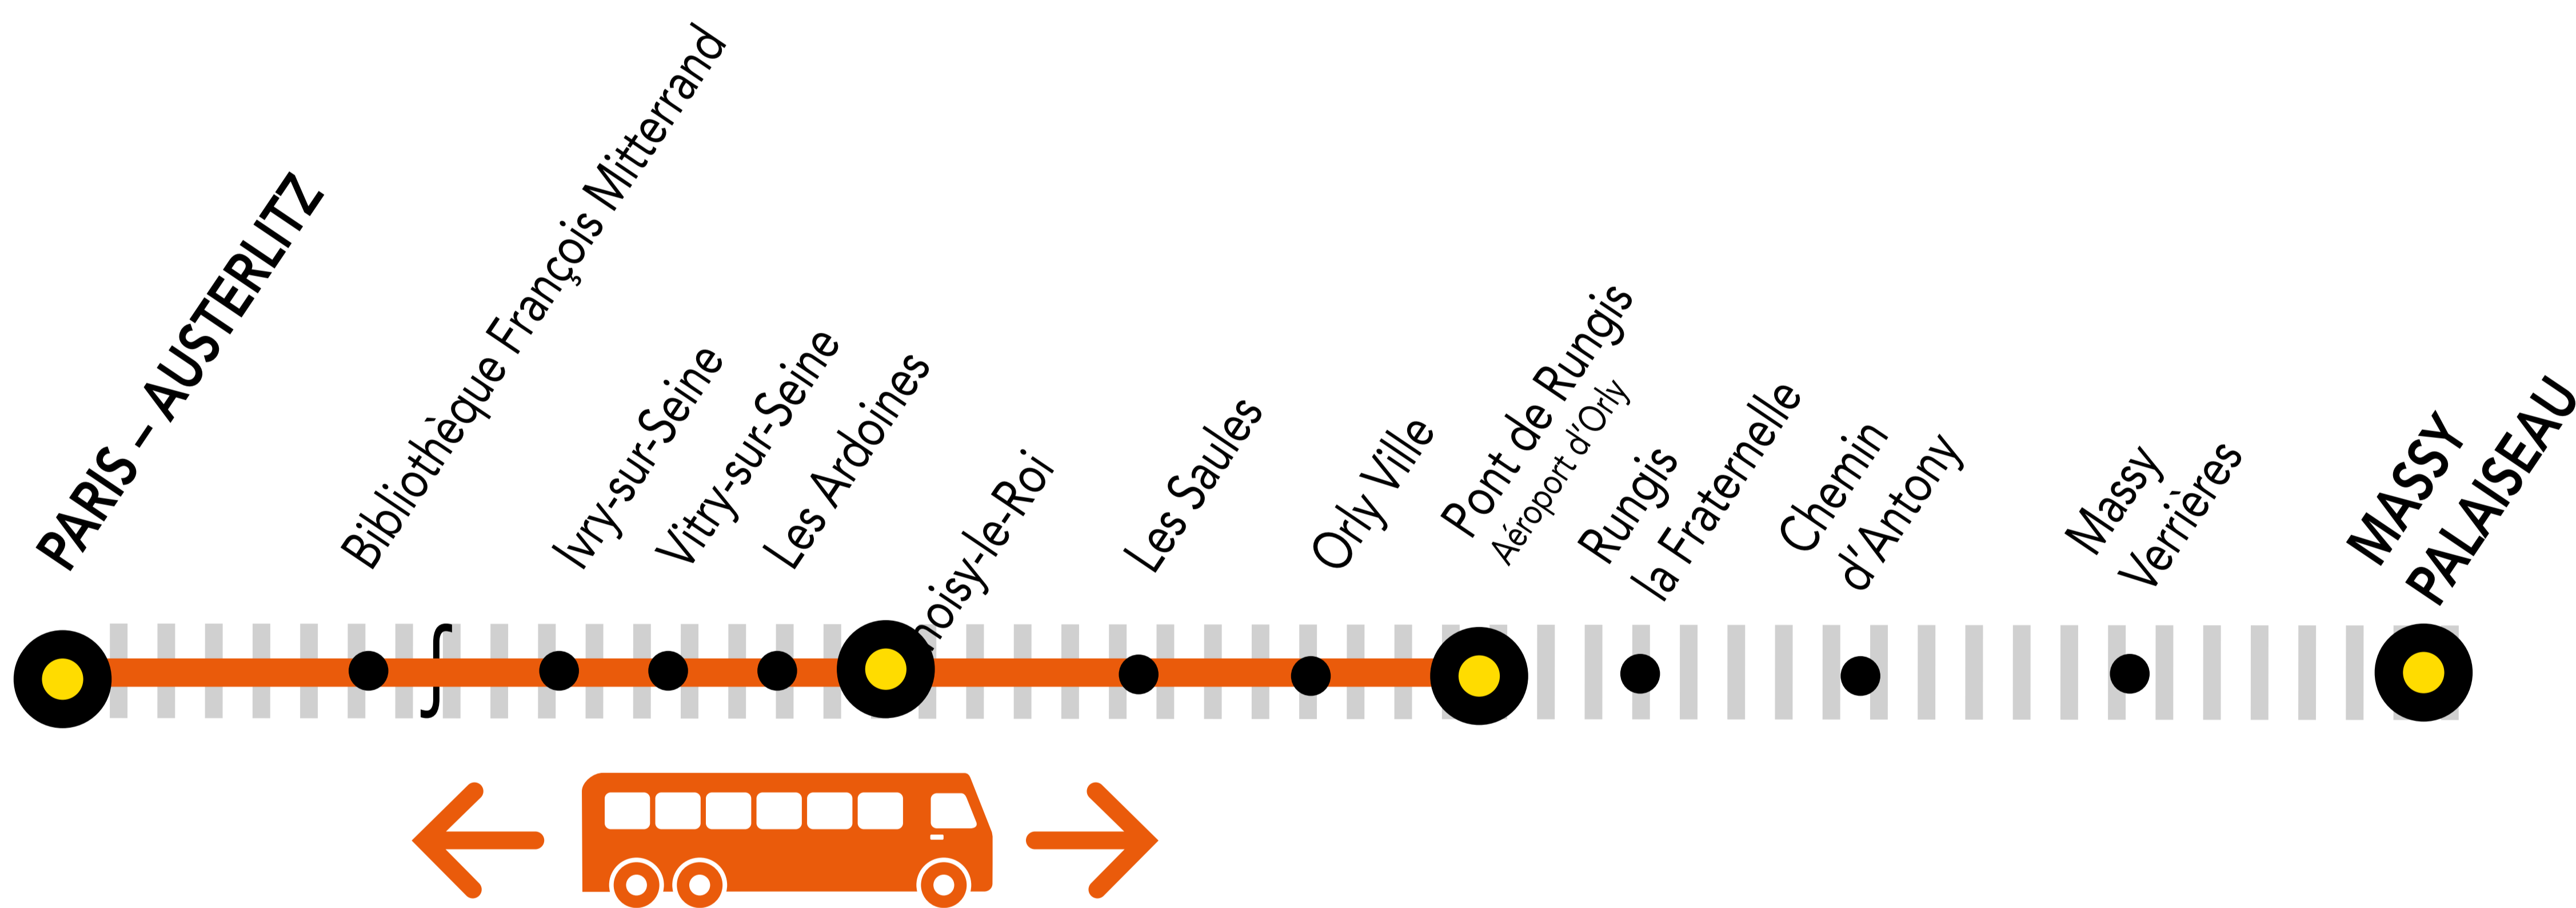 PARIS – AUSTERLITZ
Bibliothèque François Mitterrand
Ivry-sur-Seine
Vitry-sur-Seine
Les Ardoines
noisy-le-Roi
Les Saules
Orly Ville
Pont de Rungis
Aéroport d'Orly
Rungis
la Fraternelle
Chemin
d'Antony
Massy
Verrières
MASSY
PALAISEAU